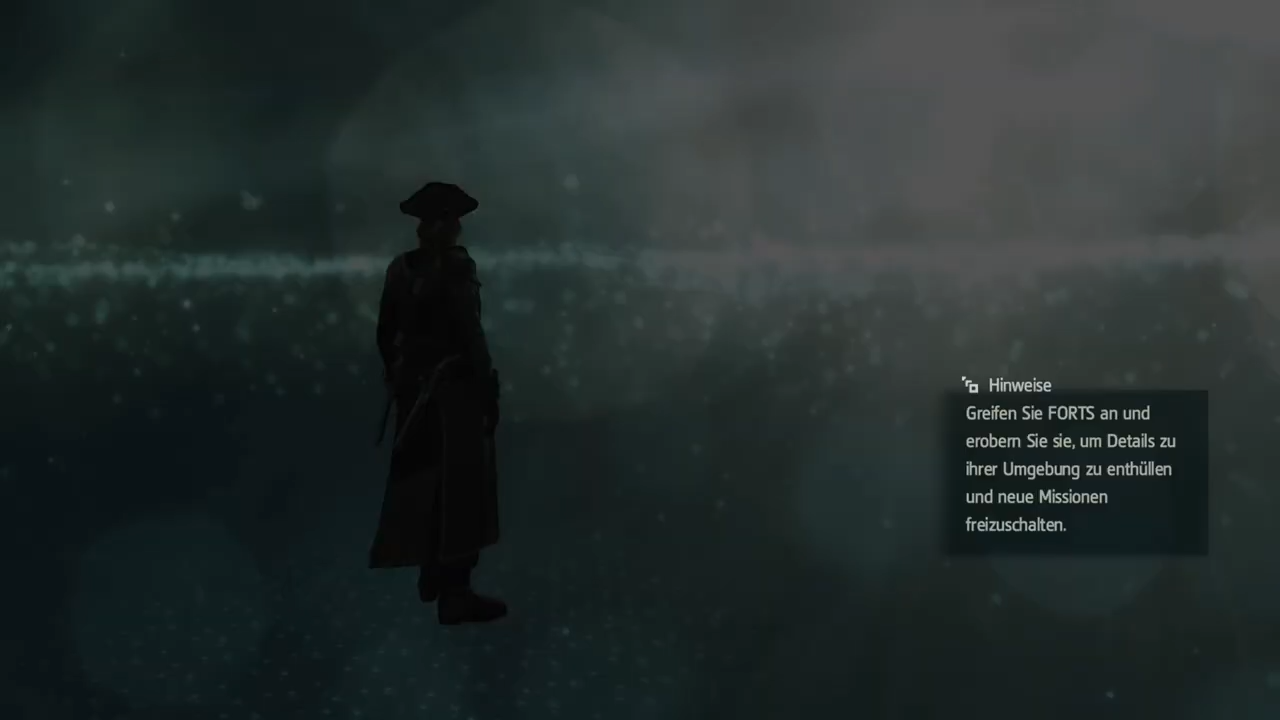 Hinweise
Greifen Sie FORTS an und
erobern Sie sie, um Details zu
ihrer Umgebung zu enthüllen
und neue Missionen
freizuschalten.